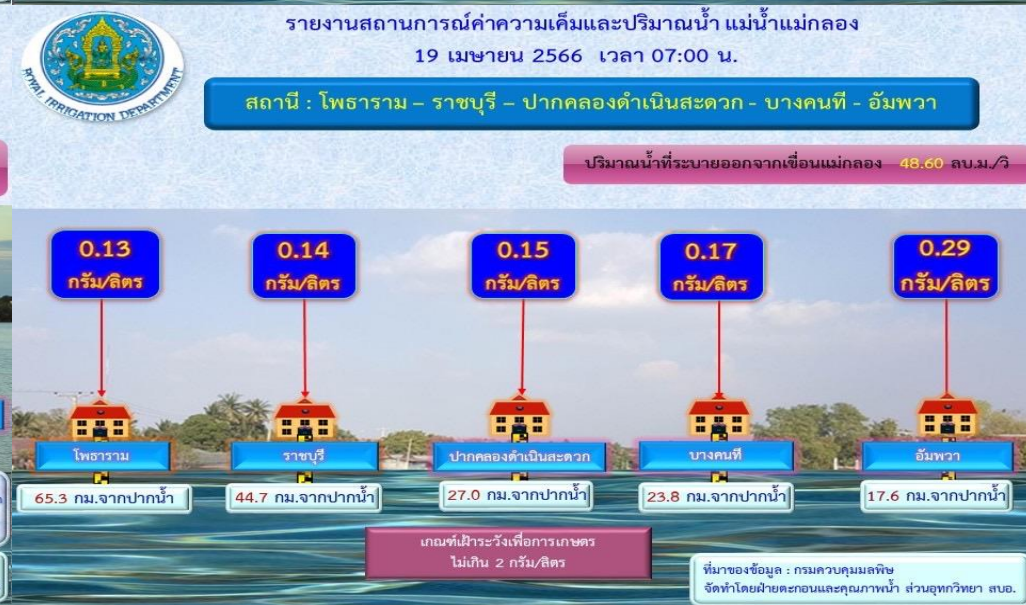 รายงานสถานการณ์ค่าความเค็มและปริมาณน้ำ แม่น้ำแม่กลอง
19 เมษายน 2566 เวลา 07:00 น.
ROYAL IRRIGATION DEPARTMENT
สถานี : โพธาราม – ราชบุรี – ปากคลองดำเนินสะดวก - บางคนที - อัมพวา
ปริมาณน้ำที่ระบายออกจากเขื่อนแม่กลอง 48.60 ลบ.ม./วิ
0.13 0.14 0.15 0.17 0.29
กรัม/ลิตร กรัม/ลิตร กรัม/ลิตร กรัม/ลิตร กรัม/ลิตร
โพธาราม ราชบุรี ปากคลองดำเนินสะดวก บางคนที อัมพวา
65.3 กม.จากปากน้ำ 44.7 กม.จากปากน้ำ 27.0 กม.จากปากน้ำ 23.8 กม.จากปากน้ำ 17.6 กม.จากปากน้ำ
เกณฑ์เฝ้าระวังเพื่อการเกษตร
ไม่เกิน 2 กรัม/ลิตร
ที่มาของข้อมูล : กรมควบคุมมลพิษ
จัดทำโดยฝ่ายตะกอนและคุณภาพน้ำ ส่วนอุทกวิทยา สบอ.